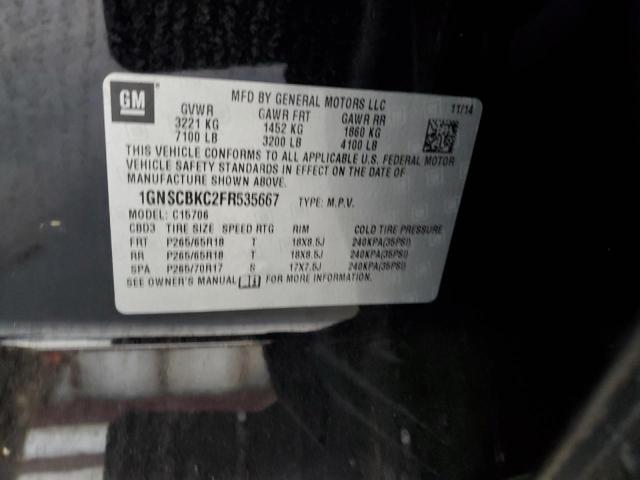 GM
MFD BY GENERAL MOTORS LLC
11/14
GVWR GAWR FRT GAWR RR
3221 KG 1452 KG 1860 KG
7100 LB 3200 LB 4100 LB
THIS VEHICLE CONFORMS TO ALL APPLICABLE U.S. FEDERAL MOTOR
VEHICLE SAFETY STANDARDS IN EFFECT ON THE DATE OF
MANUFACTURE SHOWN ABOVE.
1GNSCBKC2FR535667 TYPE: M.P.V.
MODEL: C15706
CBD3 TIRE SIZE SPEED RTG RIM COLD TIRE PRESSURE
FRT P265/65R18 T 18X8.5J 240KPA(35PSI)
RR P265/65R18 T 18X8.5J 240KPA(35PSI)
SPA P265/70R17 S 17X7.5J 240KPA(35PSI)
SEE OWNER'S MANUAL FOR MORE INFORMATION.